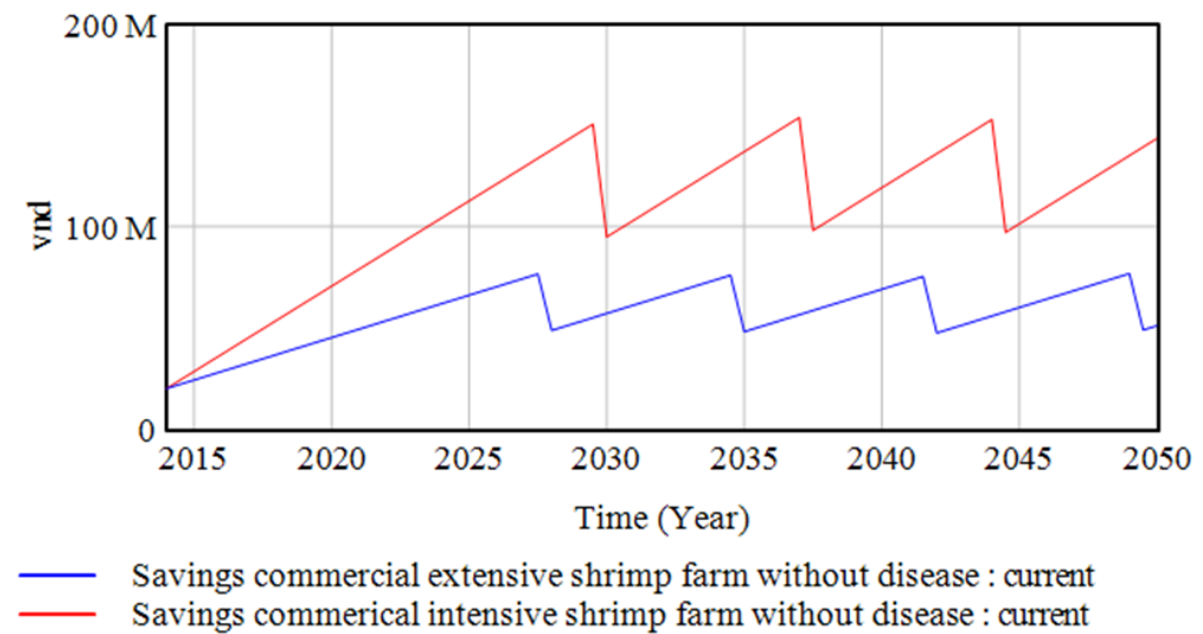 200 M
vnd
100 M
0
2015 2020 2025 2030 2035 2040 2045 2050
Time (Year)
Savings commercial extensive shrimp farm without disease : current
Savings commerical intensive shrimp farm without disease : current